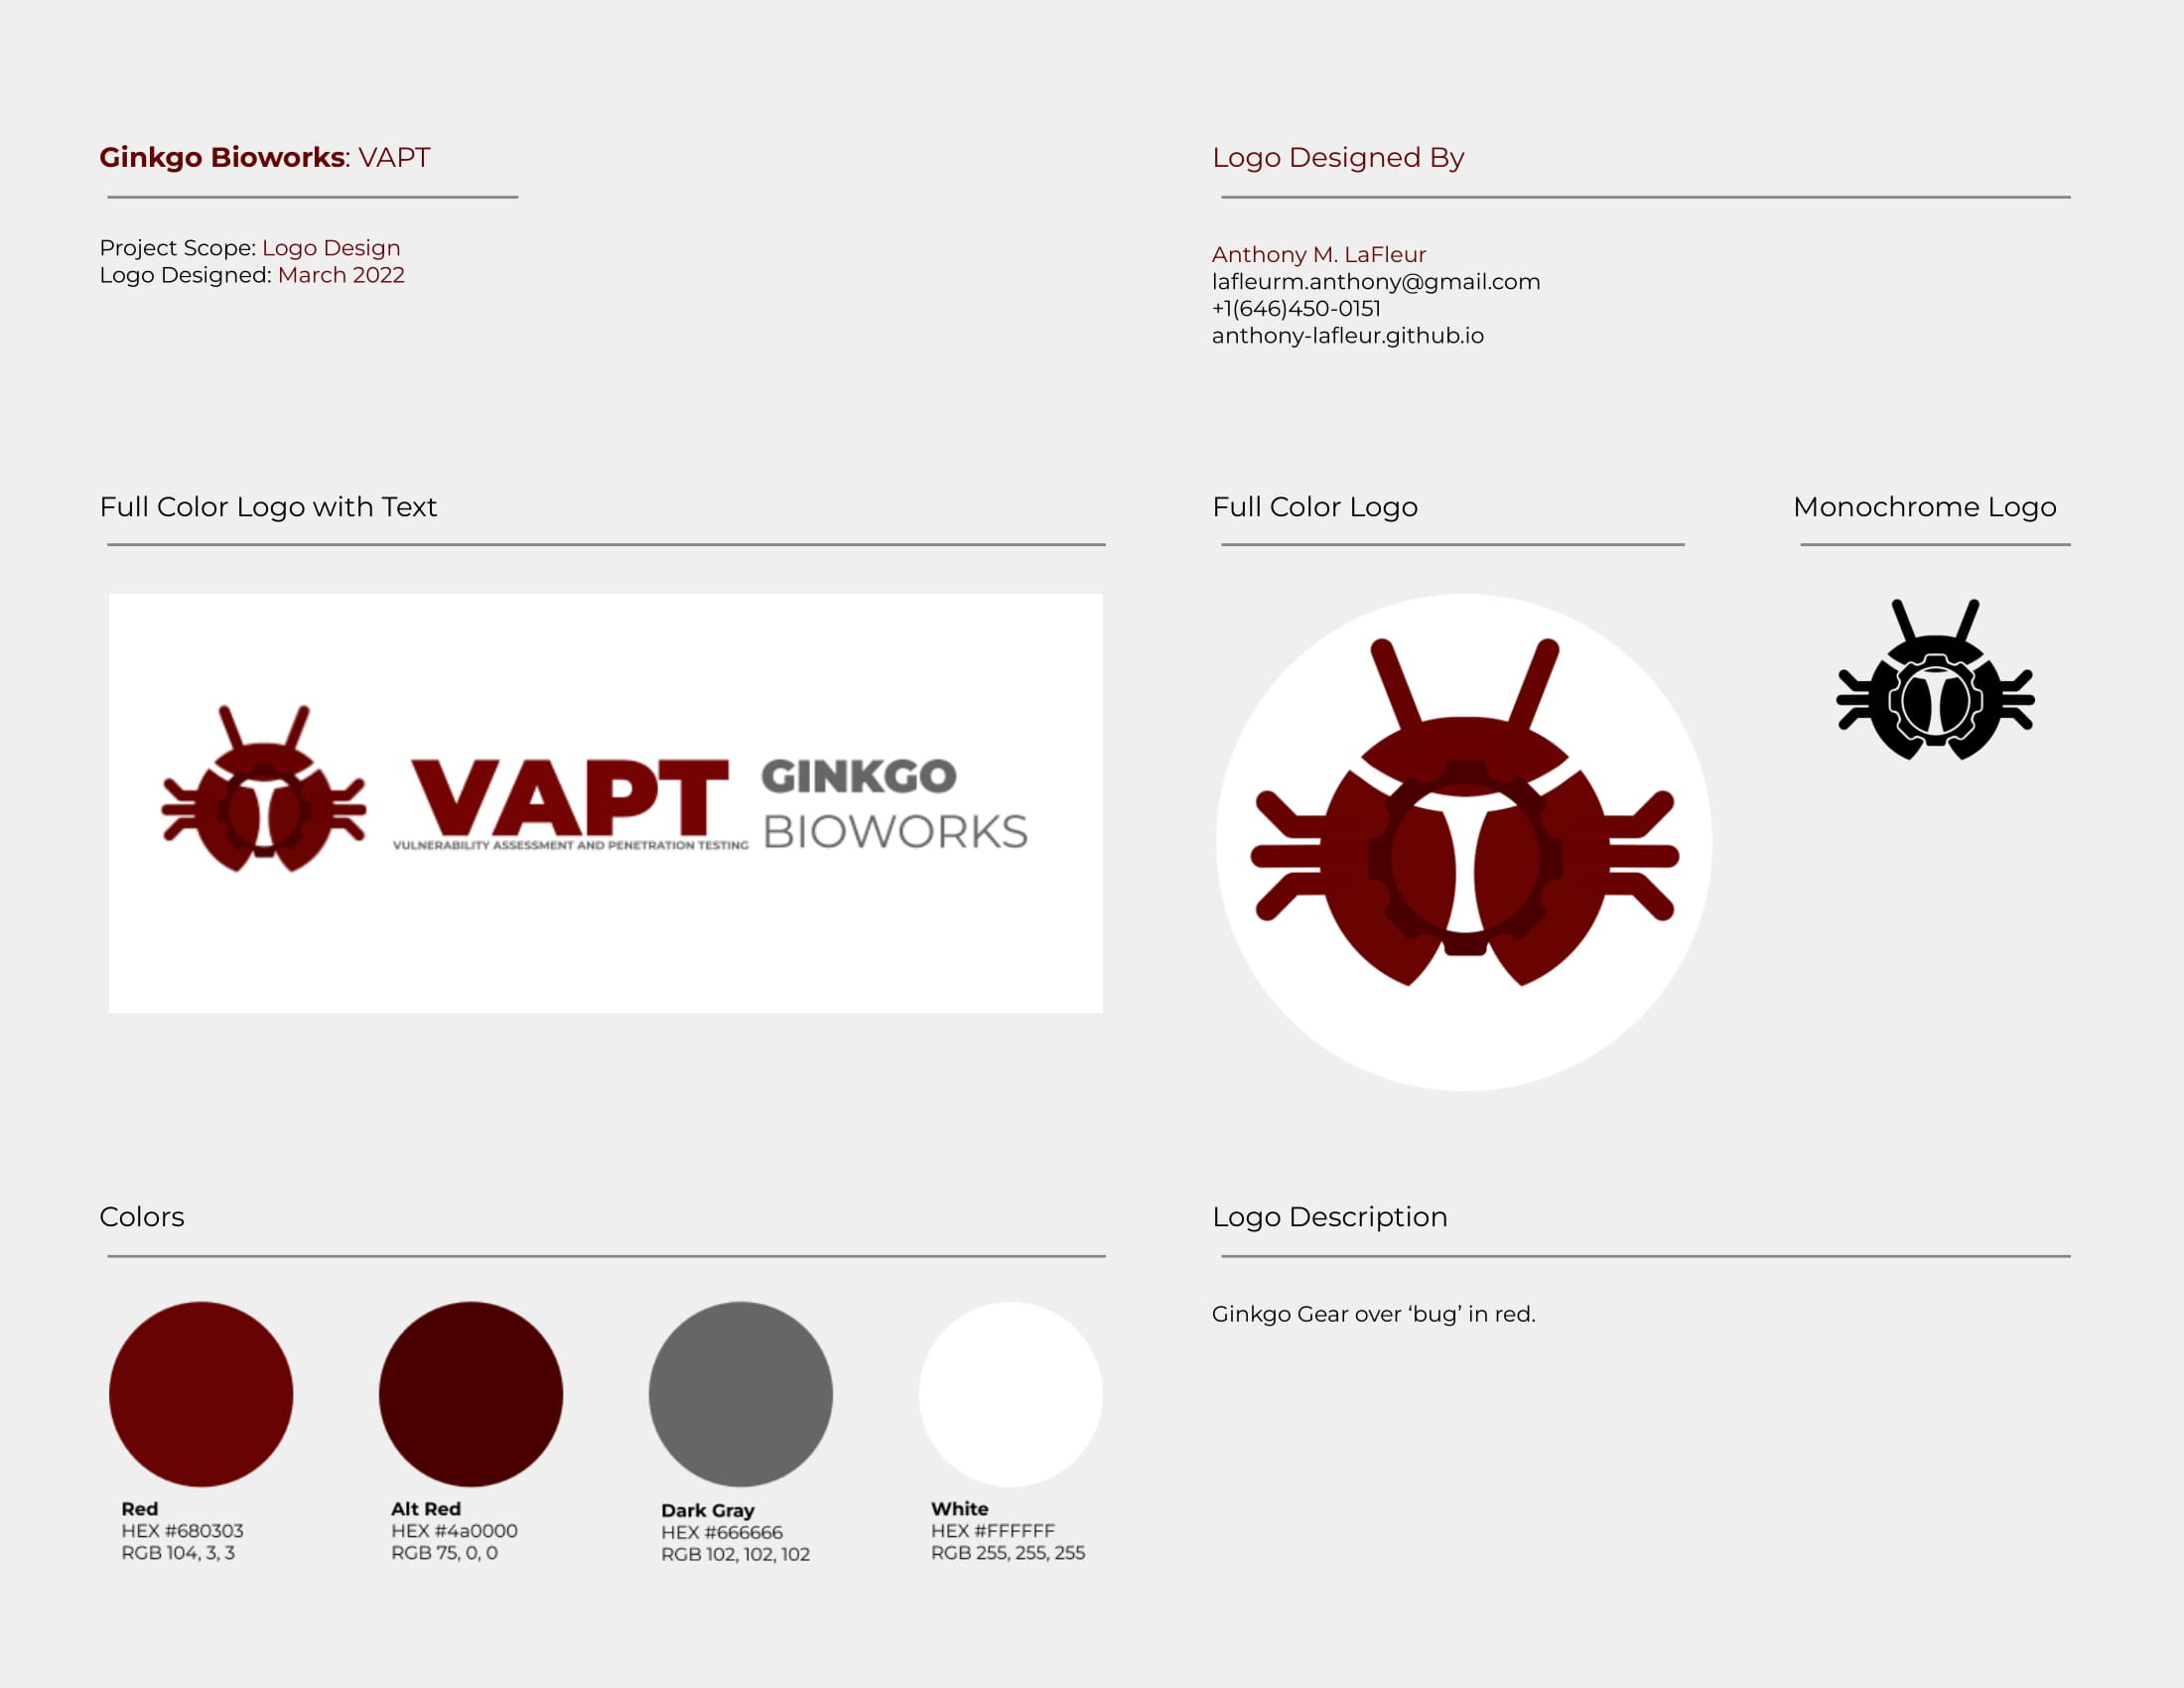 Ginkgo Bioworks: VAPT
Project Scope: Logo Design
Logo Designed: March 2022
Logo Designed By
Anthony M. LaFleur
lafleurm.anthony@gmail.com
+1(646)450-0151
anthony-lafleur.github.io
Full Color Logo with Text
VAPT
VULNERABILITY ASSESSMENT AND PENETRATION TESTING
GINKGO
BIOWORKS
Full Color Logo
Monochrome Logo
Colors
Red
HEX #680303
RGB 104, 3, 3
Alt Red
HEX #4a0000
RGB 75, 0, 0
Dark Gray
HEX #666666
RGB 102, 102, 102
White
HEX #FFFFFF
RGB 255, 255, 255
Logo Description
Ginkgo Gear over ‘bug’ in red.